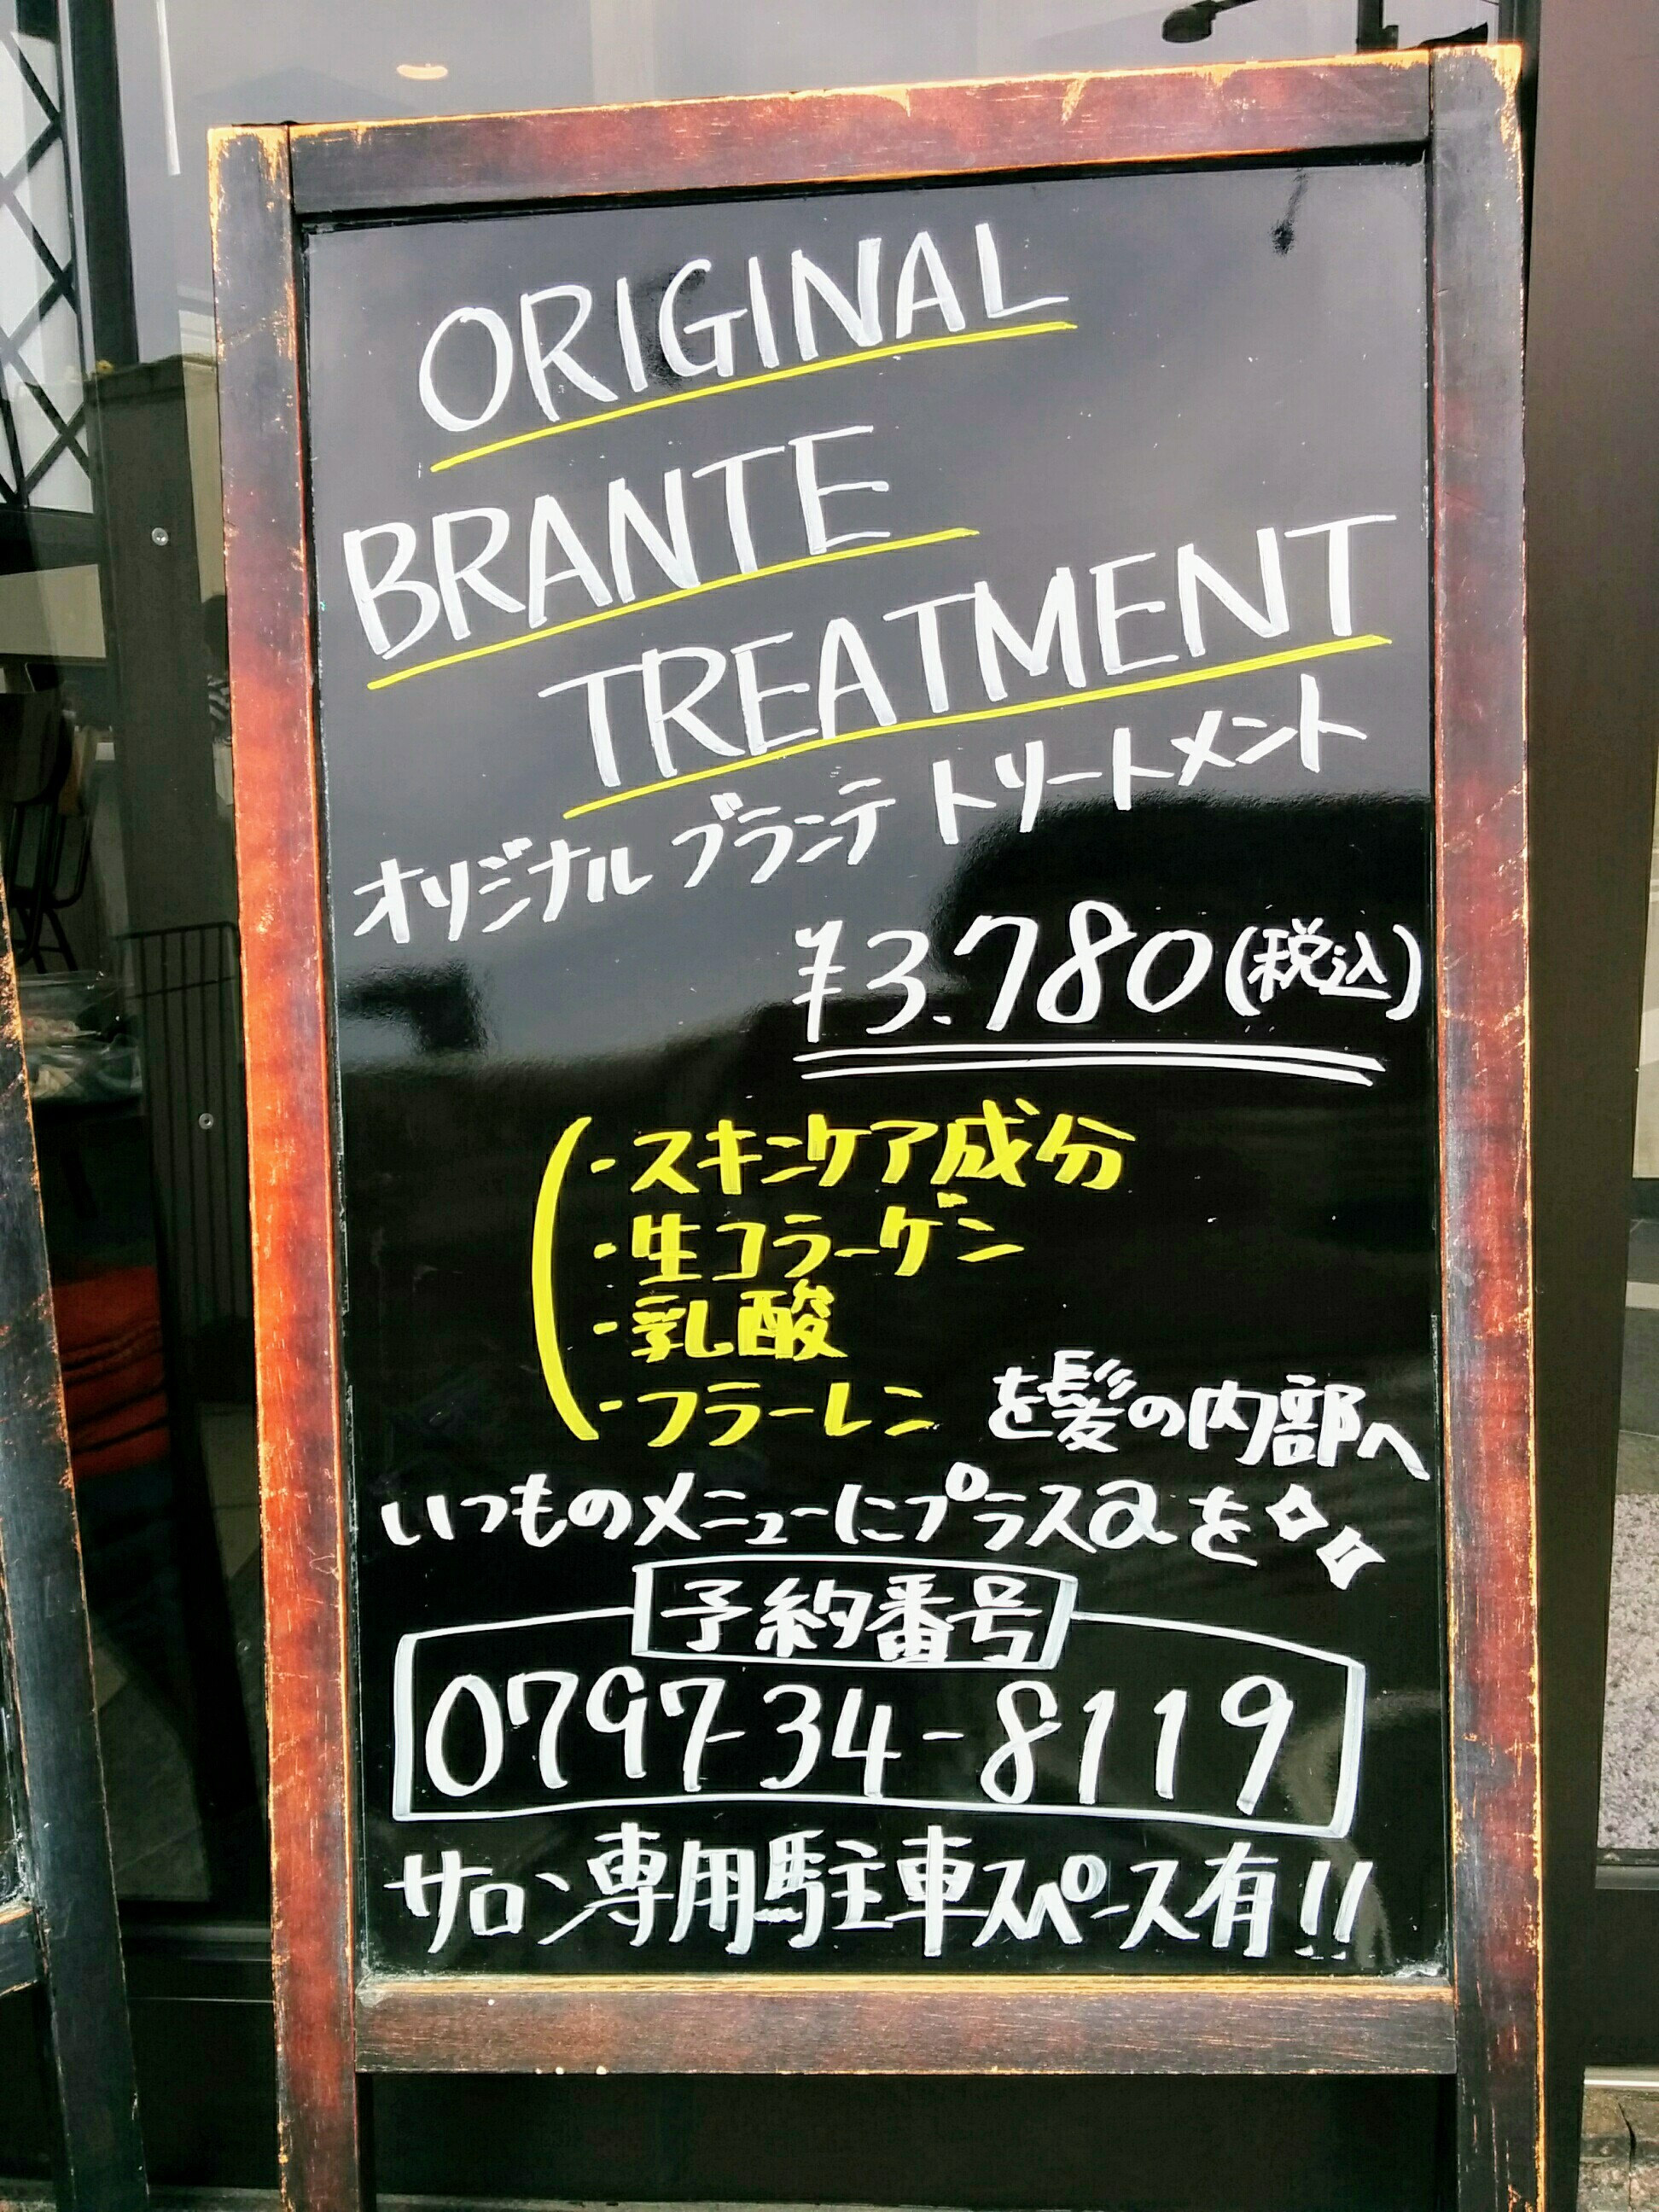 ORIGINAL
BRANTE
TREATMENT
オリジナル ブランテ トリートメント
¥3.780(税込)
・スキンケア成分
・生コラーゲン
・乳酸
・フラーレン を髪の内部へ
いつものメニューにプラスαを
予約番号
0797-34-8119
サロン専用駐車スペース有!!